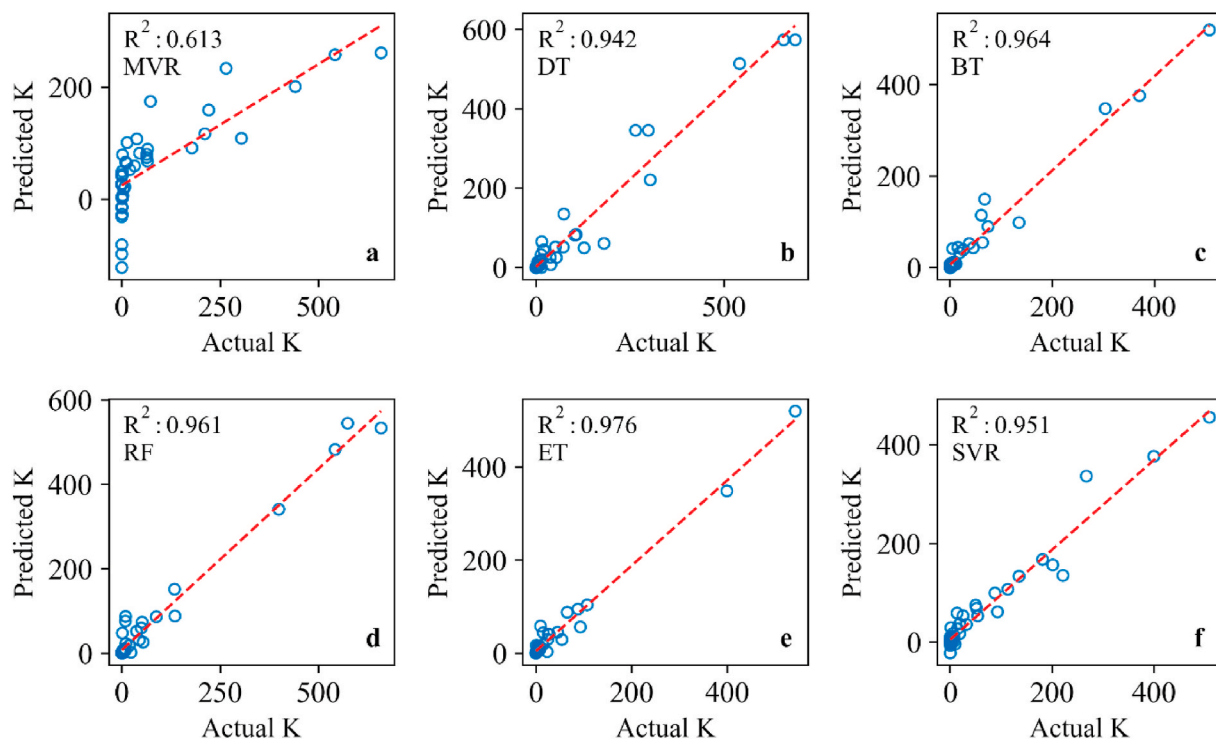 R²:0.613
MVR
200
0
0
250
500
Predicted K
Actual K
a
R²:0.942
DT
600
400
200
0
0
500
Predicted K
Actual K
b
R²:0.964
BT
400
200
0
0
200
400
Predicted K
Actual K
c
R²:0.961
RF
600
400
200
0
0
250
500
Predicted K
Actual K
d
R²:0.976
ET
400
200
0
0
200
400
Predicted K
Actual K
e
R²:0.951
SVR
400
200
0
0
200
400
Predicted K
Actual K
f